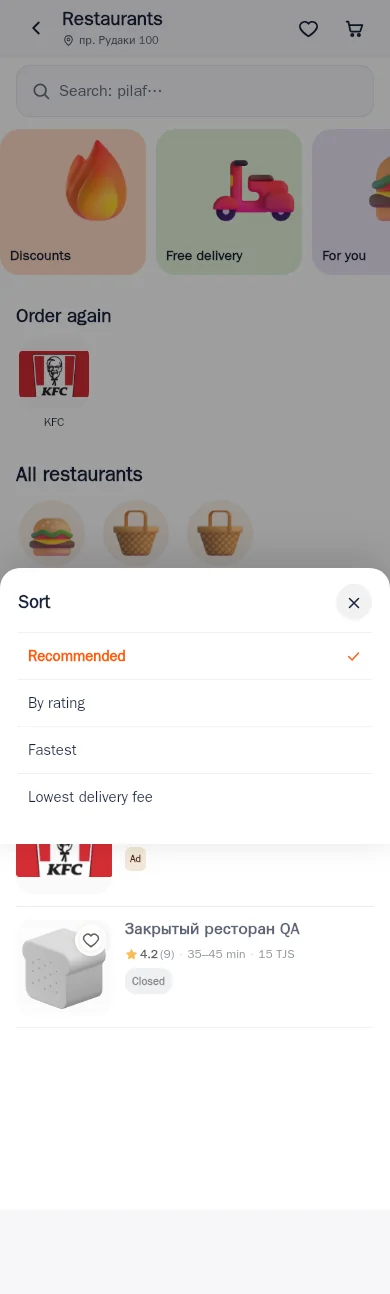 Restaurants
пр. Рудаки 100
Search: pilaf···
Discounts
Free delivery
For you
Order again
KFC
KFC
All restaurants
Sort
Recommended
By rating
Fastest
Lowest delivery fee
KFC
Ad
Закрытый ресторан QA
4.2 (9) · 35–45 min · 15 TJS
Closed